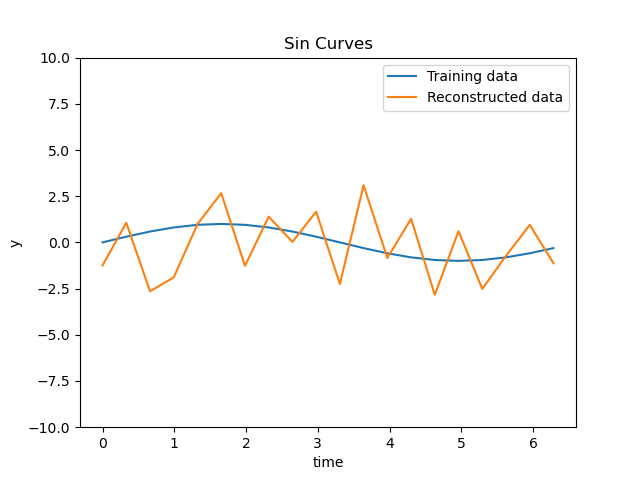 Sin Curves
Training data
Reconstructed data
10.0
7.5
5.0
2.5
0.0
−2.5
−5.0
−7.5
−10.0
y
0 1 2 3 4 5 6
time